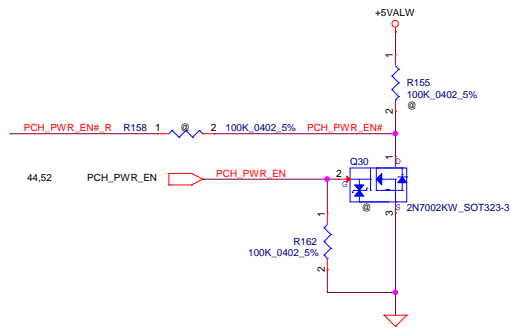 +5VALW
1
R155
100K_0402_5%
2
@
PCH_PWR_EN#_R R158 1 @ 2 100K_0402_5% PCH_PWR_EN#
1 D
Q30
44,52 PCH_PWR_EN PCH_PWR_EN 2
G
@ S
3 2N7002KW_SOT323-3
1
R162
100K_0402_5%
2